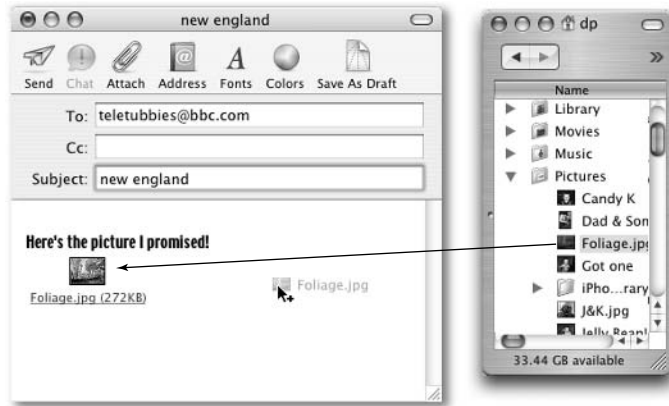 new england
Send Chat Attach Address Fonts Colors Save As Draft
To: teletubbies@bbc.com
Cc:
Subject: new england
Here's the picture I promised!
Foliage.jpg (272KB)
Foliage.jpg
dp
Name
Library
Movies
Music
Pictures
Candy K
Dad & Son
Foliage.jpg
Got one
iPho...rary
J&K.jpg
33.44 GB available